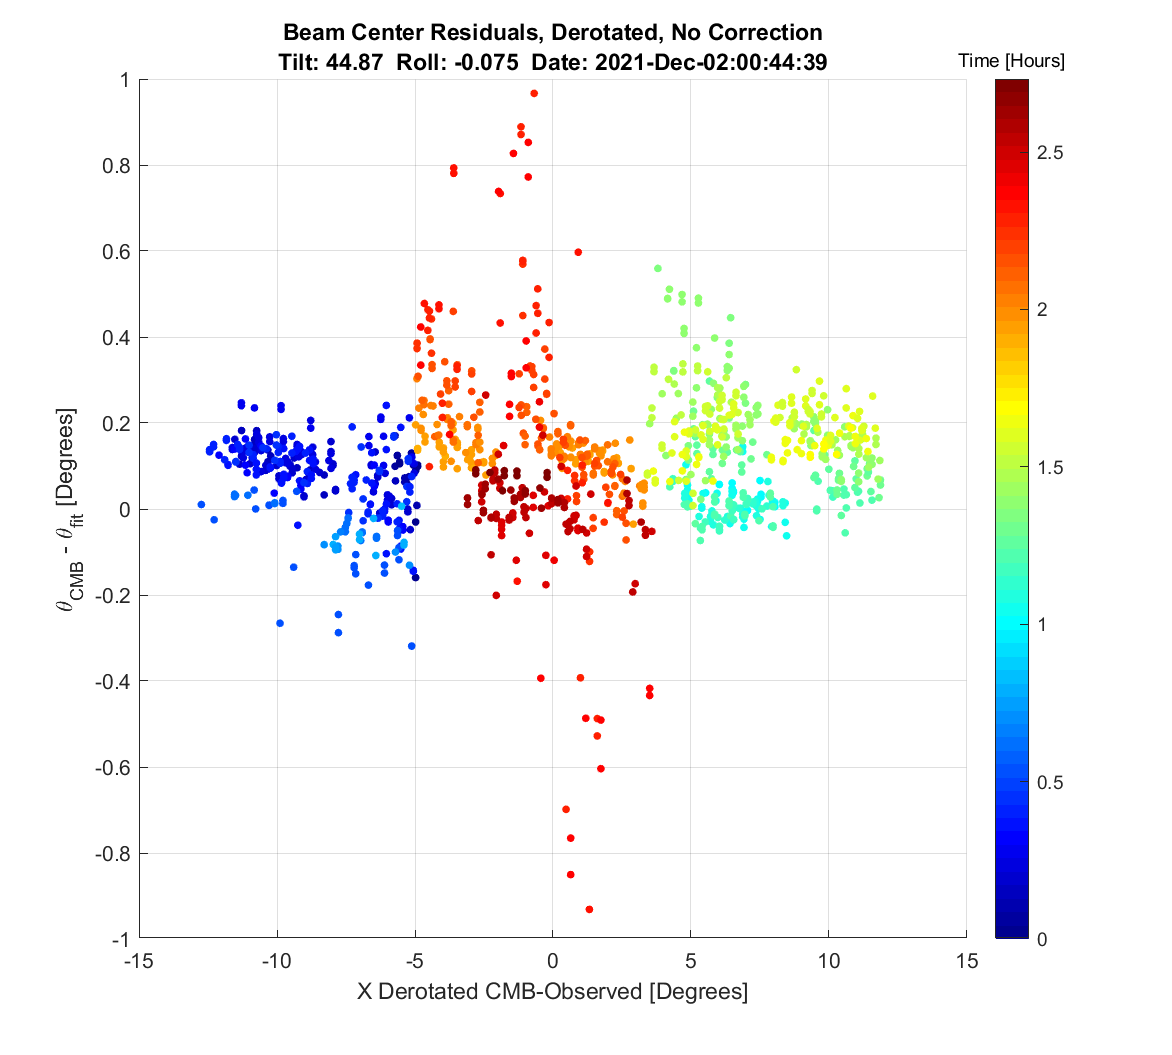 Beam Center Residuals, Derotated, No Correction
Tilt: 44.87 Roll: -0.075 Date: 2021-Dec-02:00:44:39
Time [Hours]
1
0.8
0.6
0.4
0.2
0
-0.2
-0.4
-0.6
-0.8
-1
θCMB - θfit [Degrees]
-15 -10 -5 0 5 10 15
X Derotated CMB-Observed [Degrees]
2.5
2
1.5
1
0.5
0